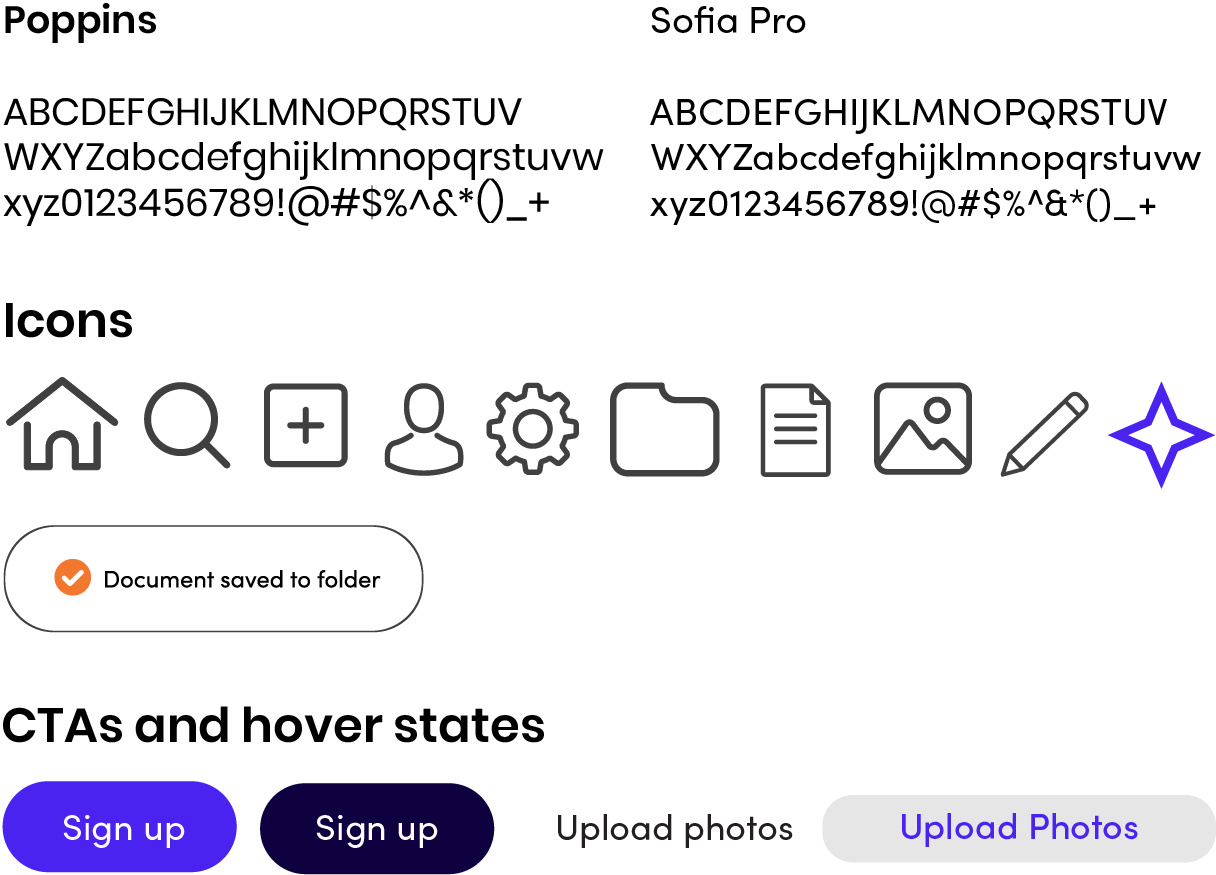 Poppins
Sofia Pro
ABCDEFGHIJKLMNOPQRSTUV
WXYZabcdefghijklmnopqrstuvw
xyz0123456789!@#$%^&*()_+
ABCDEFGHIJKLMNOPQRSTUV
WXYZabcdefghijklmnopqrstuvw
xyz0123456789!@#$%^&*()_+
Icons
Document saved to folder
CTAs and hover states
Sign up
Sign up
Upload photos
Upload Photos